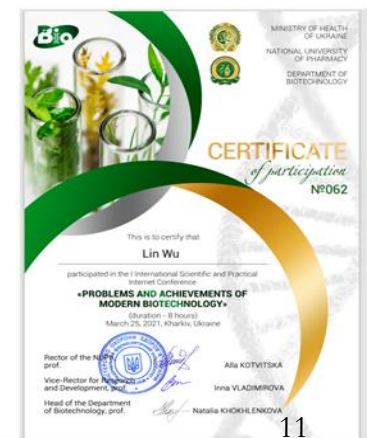 Bio
MINISTRY OF HEALTH
OF UKRAINE
NATIONAL UNIVERSITY
OF PHARMACY
DEPARTMENT OF
BIOTECHNOLOGY
CERTIFICATE
of participation
№062
This is to certify that
Lin Wu
participated in the I International Scientific and Practical
Internet Conference
«PROBLEMS AND ACHIEVEMENTS OF
MODERN BIOTECHNOLOGY»
(duration - 8 hours)
March 25, 2021, Kharkiv, Ukraine
Rector of the NUPh,
prof.
Alla KOTVITSKA
Vice-Rector for Research
and Development, prof.
Inna VLADIMIROVA
Head of the Department
of Biotechnology, prof.
Natalia KHOKHLENKOVA
11